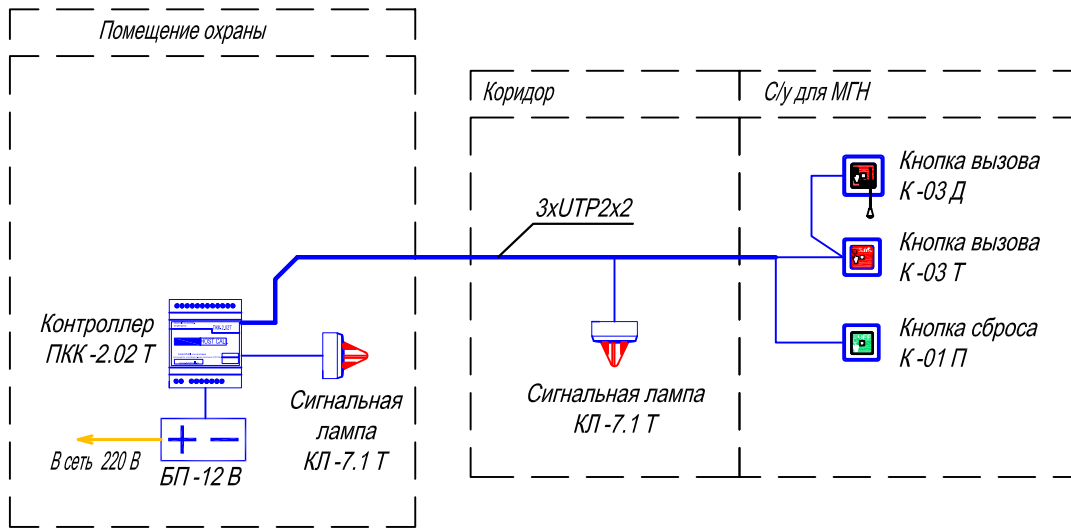 Помещение охраны
Коридор
С/у для МГН
Кнопка вызова
К -03 Д
3xUTP2x2
Кнопка вызова
К -03 Т
Контроллер
ПКК -2.02 Т
Кнопка сброса
К -01 П
Сигнальная
лампа
КЛ -7.1 Т
Сигнальная лампа
КЛ -7.1 Т
В сеть 220 В
БП -12 В